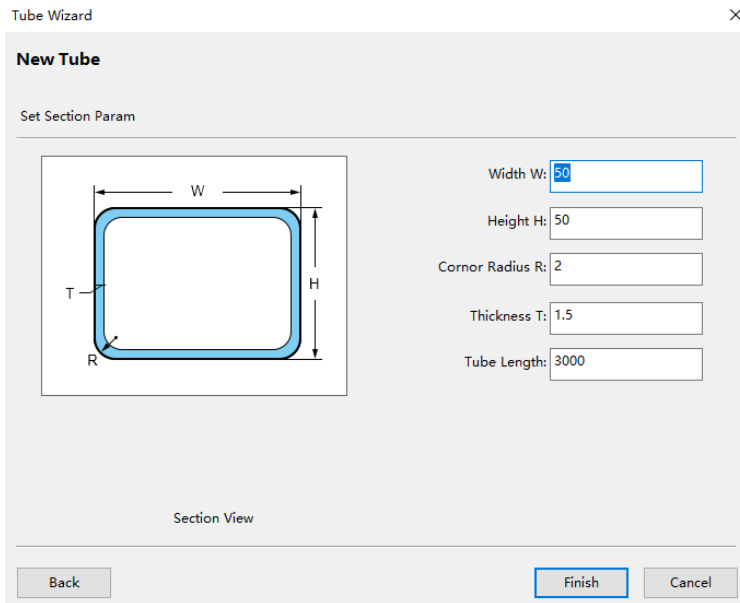 Tube Wizard
New Tube
Set Section Param
W
H
T
R
Width W: 50
Height H: 50
Cornor Radius R: 2
Thickness T: 1.5
Tube Length: 3000
Section View
Back
Finish
Cancel